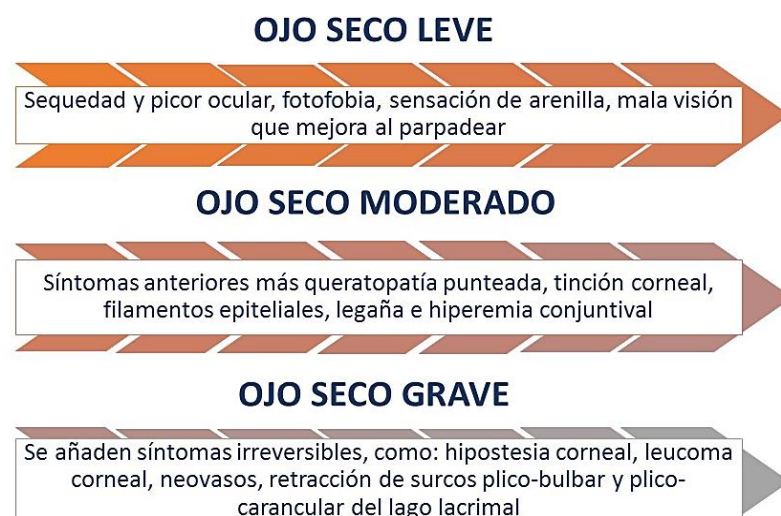 OJO SECO LEVE
Sequedad y picor ocular, fotofobia, sensación de arenilla, mala visión
que mejora al parpadear
OJO SECO MODERADO
Síntomas anteriores más queratopatía punteada, tinción corneal,
filamentos epiteliales, legaña e hiperemia conjuntival
OJO SECO GRAVE
Se añaden síntomas irreversibles, como: hipostesia corneal, leucoma
corneal, neovasos, retracción de surcos plico-bulbar y plico-
carancular del lago lacrimal